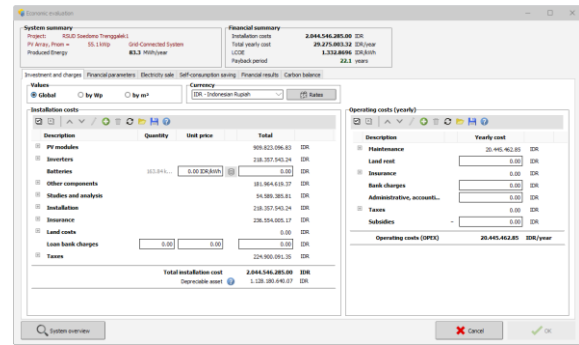 Economic evaluation
System summary
Project: RSUD Soedomo Trenggalek1
PV Array, Pnom = 55.1 kWp Grid-Connected System
Produced Energy 83.3 MWh/year
Financial summary
Installation costs 2.044.546.285.00 IDR
Total yearly cost 29.275.003.32 IDR/year
LCOE 1.332.8696 IDR/kWh
Payback period 22.1 years
Investment and charges Financial parameters Electricity sale Self-consumption saving Financial results Carbon balance
Values
Global by Wp by m²
Currency
IDR - Indonesian Rupiah Rates
Installation costs
Description Quantity Unit price Total
PV modules 909.823.096.83 IDR
Inverters 218.357.543.24 IDR
Batteries 0.00 IDR/kWh 0.00 IDR
Other components 181.964.619.37 IDR
Studies and analysis 54.589.385.81 IDR
Installation 218.357.543.24 IDR
Insurance 236.554.005.17 IDR
Land costs 0.00 IDR
Loan bank charges 0.00 0.00 0.00 IDR
Taxes 224.900.091.35 IDR
Total installation cost 2.044.546.285.00 IDR
Depreciable asset 1.128.180.640.07 IDR
Operating costs (yearly)
Description Yearly cost
Maintenance 20.445.462.85 IDR
Land rent 0.00 IDR
Insurance 0.00 IDR
Bank charges 0.00 IDR
Administrative, accounti... 0.00 IDR
Taxes 0.00 IDR
Subsidies - 0.00 IDR
Operating costs (OPEX) 20.445.462.85 IDR/year
System overview
Cancel
OK